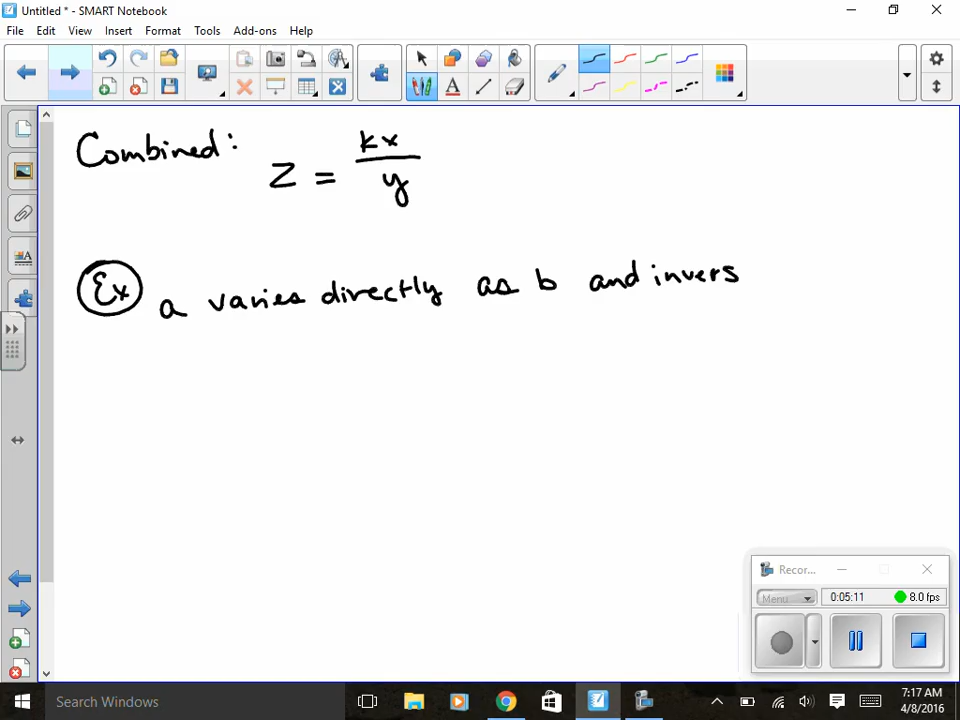 Untitled * - SMART Notebook
File Edit View Insert Format Tools Add-ons Help
Combined: z = kx / y
Ex a varies directly as b and invers
Recor...
Menu 0:05:11 8.0 fps
Search Windows
7:17 AM
4/8/2016